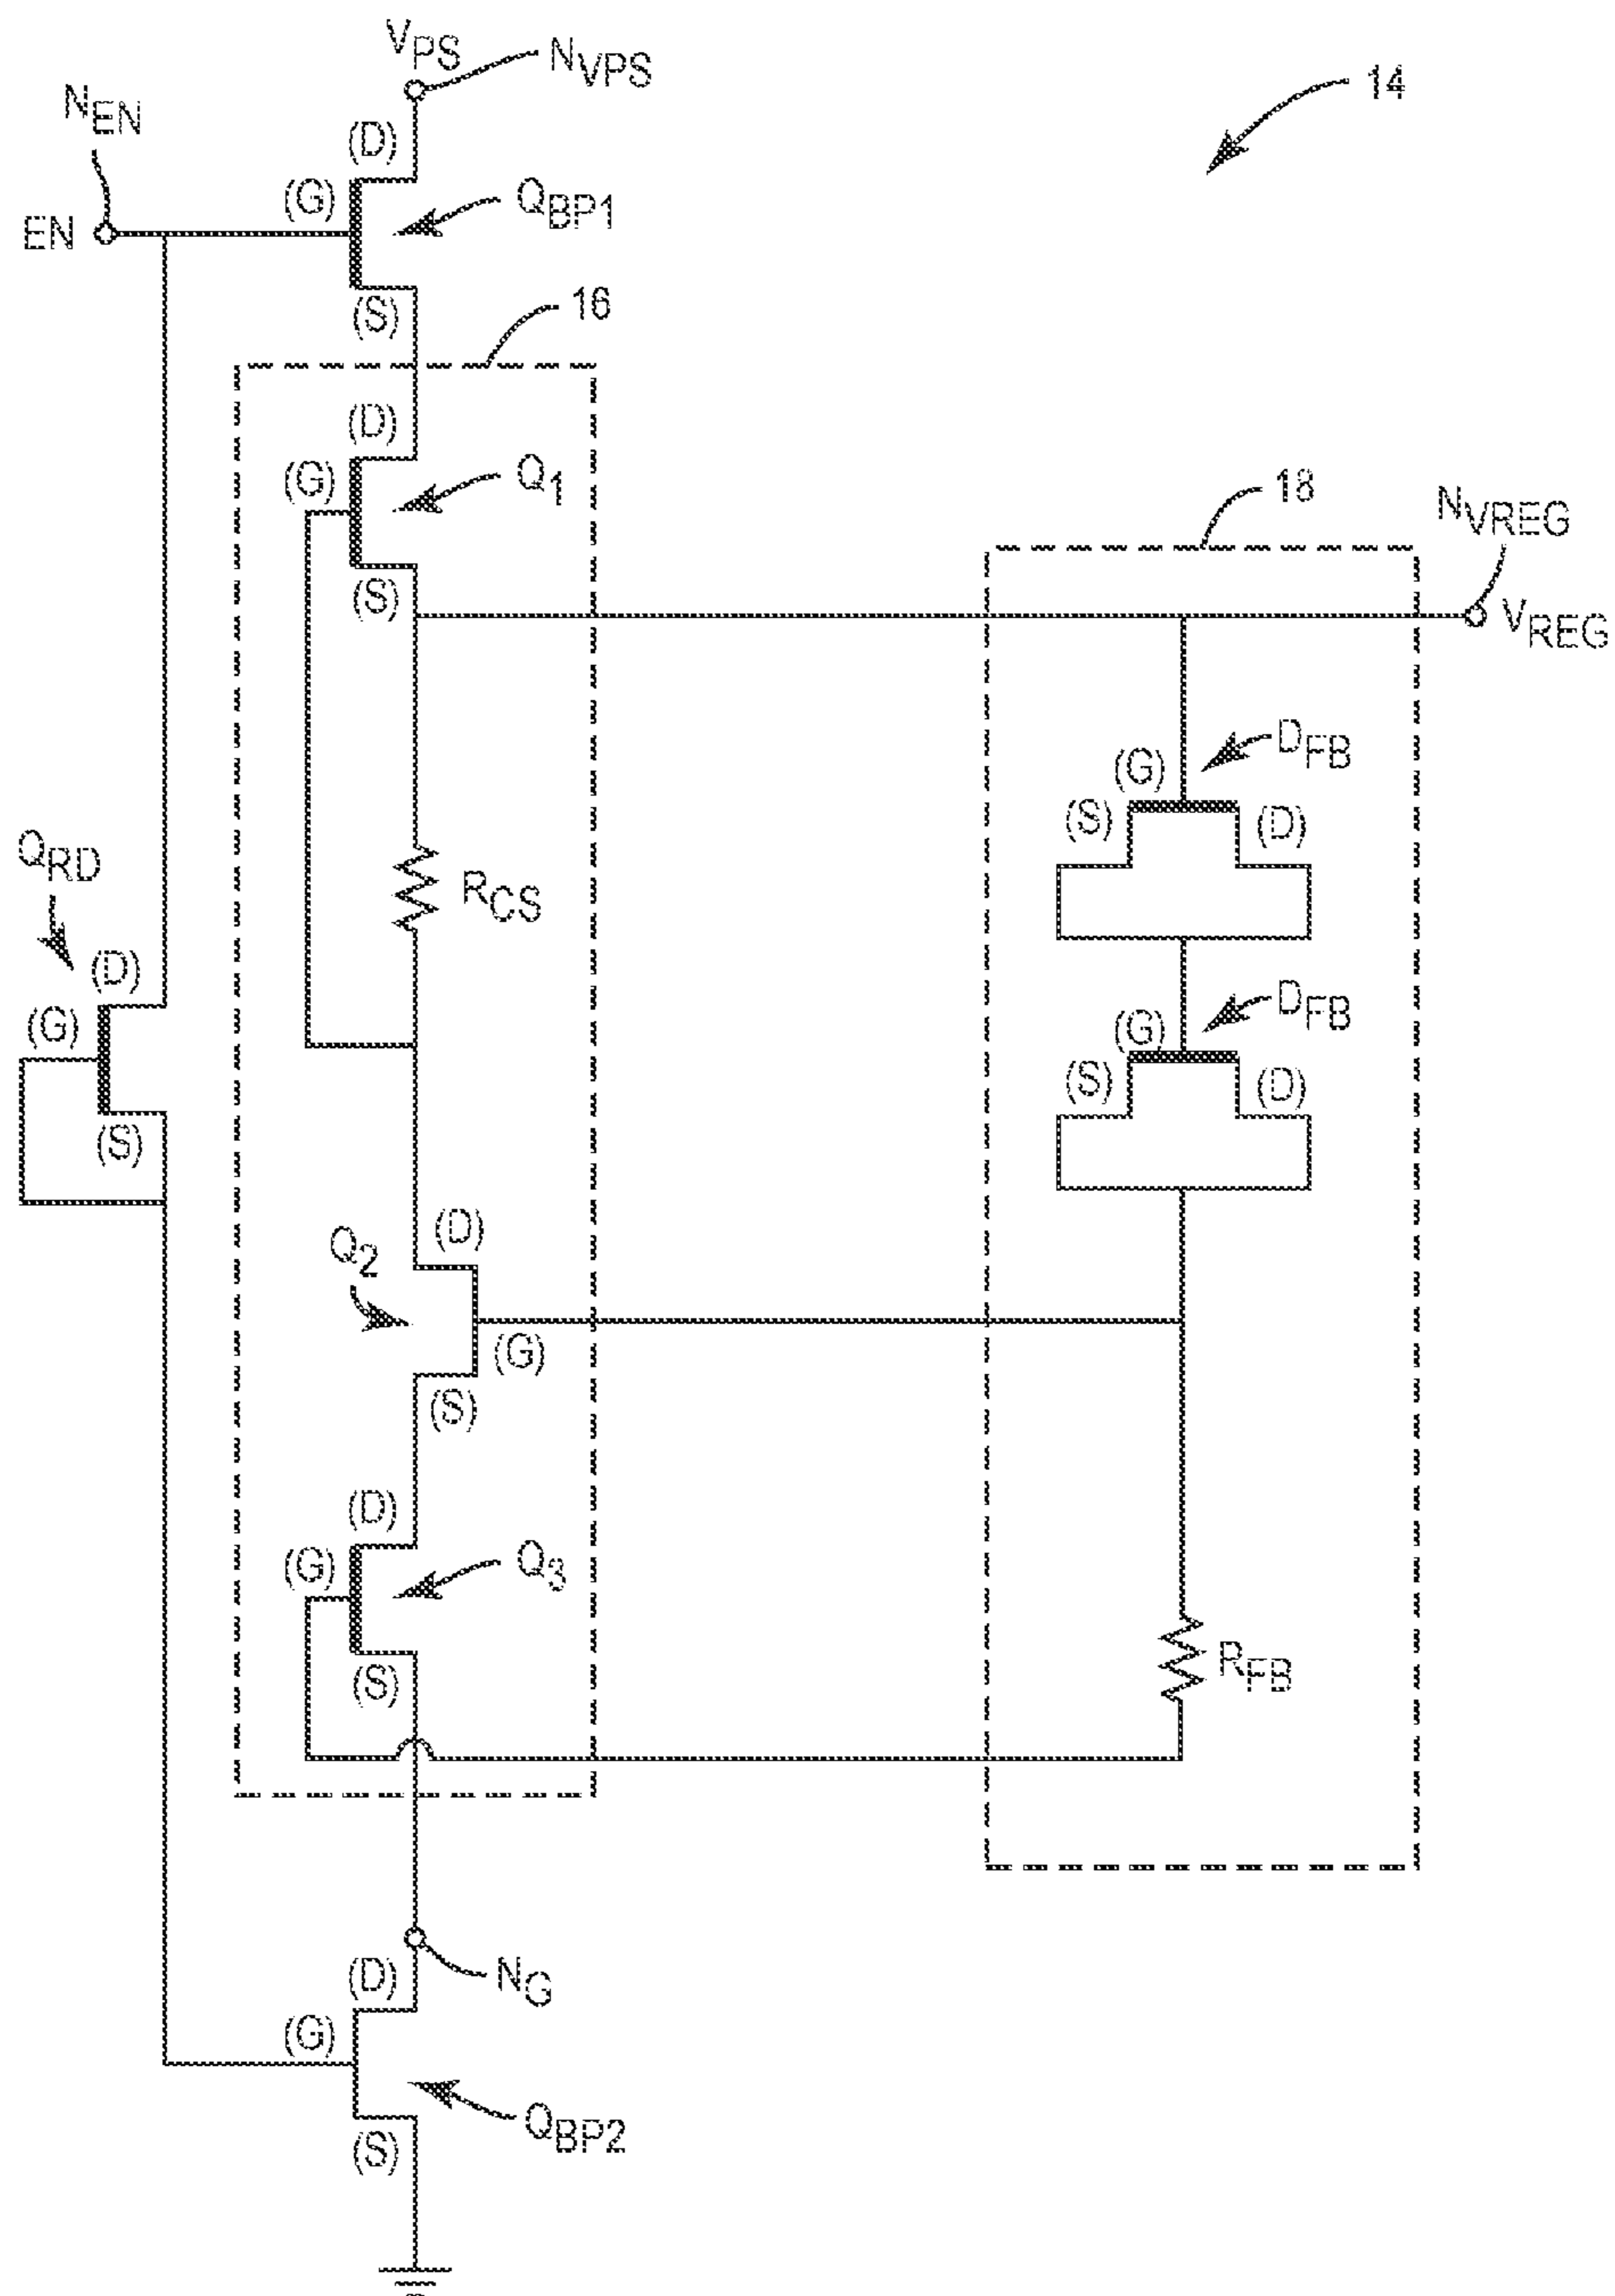 VPS
NVPS
14
NEN
(D)
(G)
QBP1
EN
(S)
16
(D)
(G)
Q1
18
NVREG
(S)
VREG
DFB
(G)
(S)
(D)
QRD
RCS
(D)
DFB
(G)
(G)
(S)
(D)
(S)
(D)
Q2
(G)
(S)
(D)
(G)
Q3
(S)
RFB
(D)
NG
(G)
QBP2
(S)